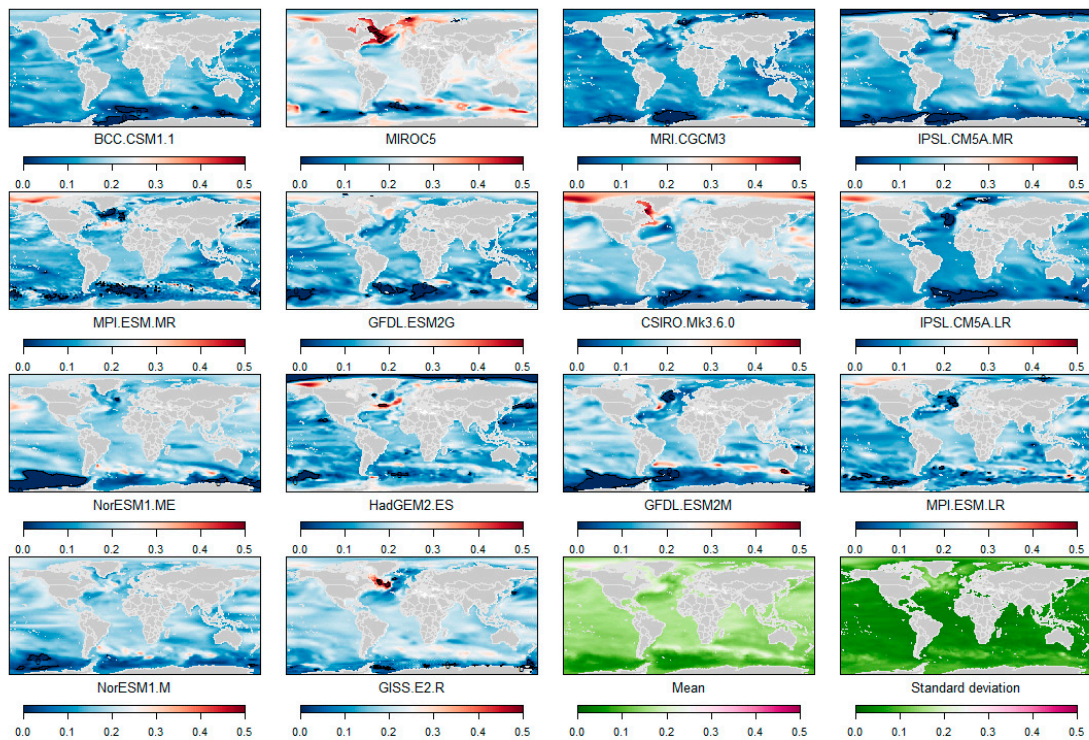 BCC.CSM1.1 MIROC5 MRI.CGCM3 IPSL.CM5A.MR
0.0 0.1 0.2 0.3 0.4 0.5 0.0 0.1 0.2 0.3 0.4 0.5 0.0 0.1 0.2 0.3 0.4 0.5 0.0 0.1 0.2 0.3 0.4 0.5
MPI.ESM.MR GFDL.ESM2G CSIRO.Mk3.6.0 IPSL.CM5A.LR
0.0 0.1 0.2 0.3 0.4 0.5 0.0 0.1 0.2 0.3 0.4 0.5 0.0 0.1 0.2 0.3 0.4 0.5 0.0 0.1 0.2 0.3 0.4 0.5
NorESM1.ME HadGEM2.ES GFDL.ESM2M MPI.ESM.LR
0.0 0.1 0.2 0.3 0.4 0.5 0.0 0.1 0.2 0.3 0.4 0.5 0.0 0.1 0.2 0.3 0.4 0.5 0.0 0.1 0.2 0.3 0.4 0.5
NorESM1.M GISS.E2.R Mean Standard deviation
0.0 0.1 0.2 0.3 0.4 0.5 0.0 0.1 0.2 0.3 0.4 0.5 0.0 0.1 0.2 0.3 0.4 0.5 0.0 0.1 0.2 0.3 0.4 0.5